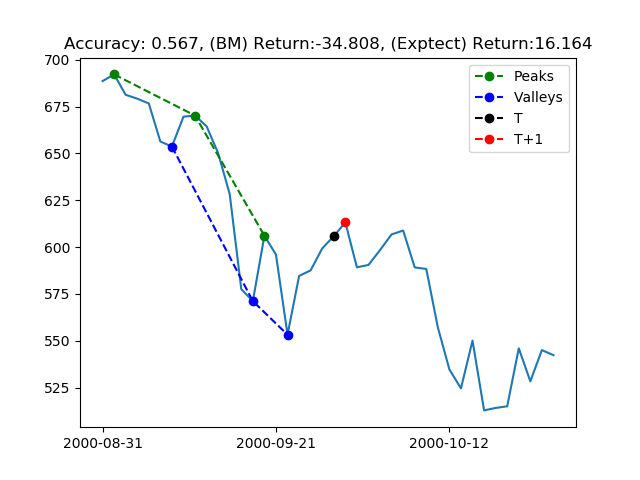 Accuracy: 0.567, (BM) Return:-34.808, (Exptect) Return:16.164
700
675
650
625
600
575
550
525
Peaks
Valleys
T
T+1
2000-08-31
2000-09-21
2000-10-12